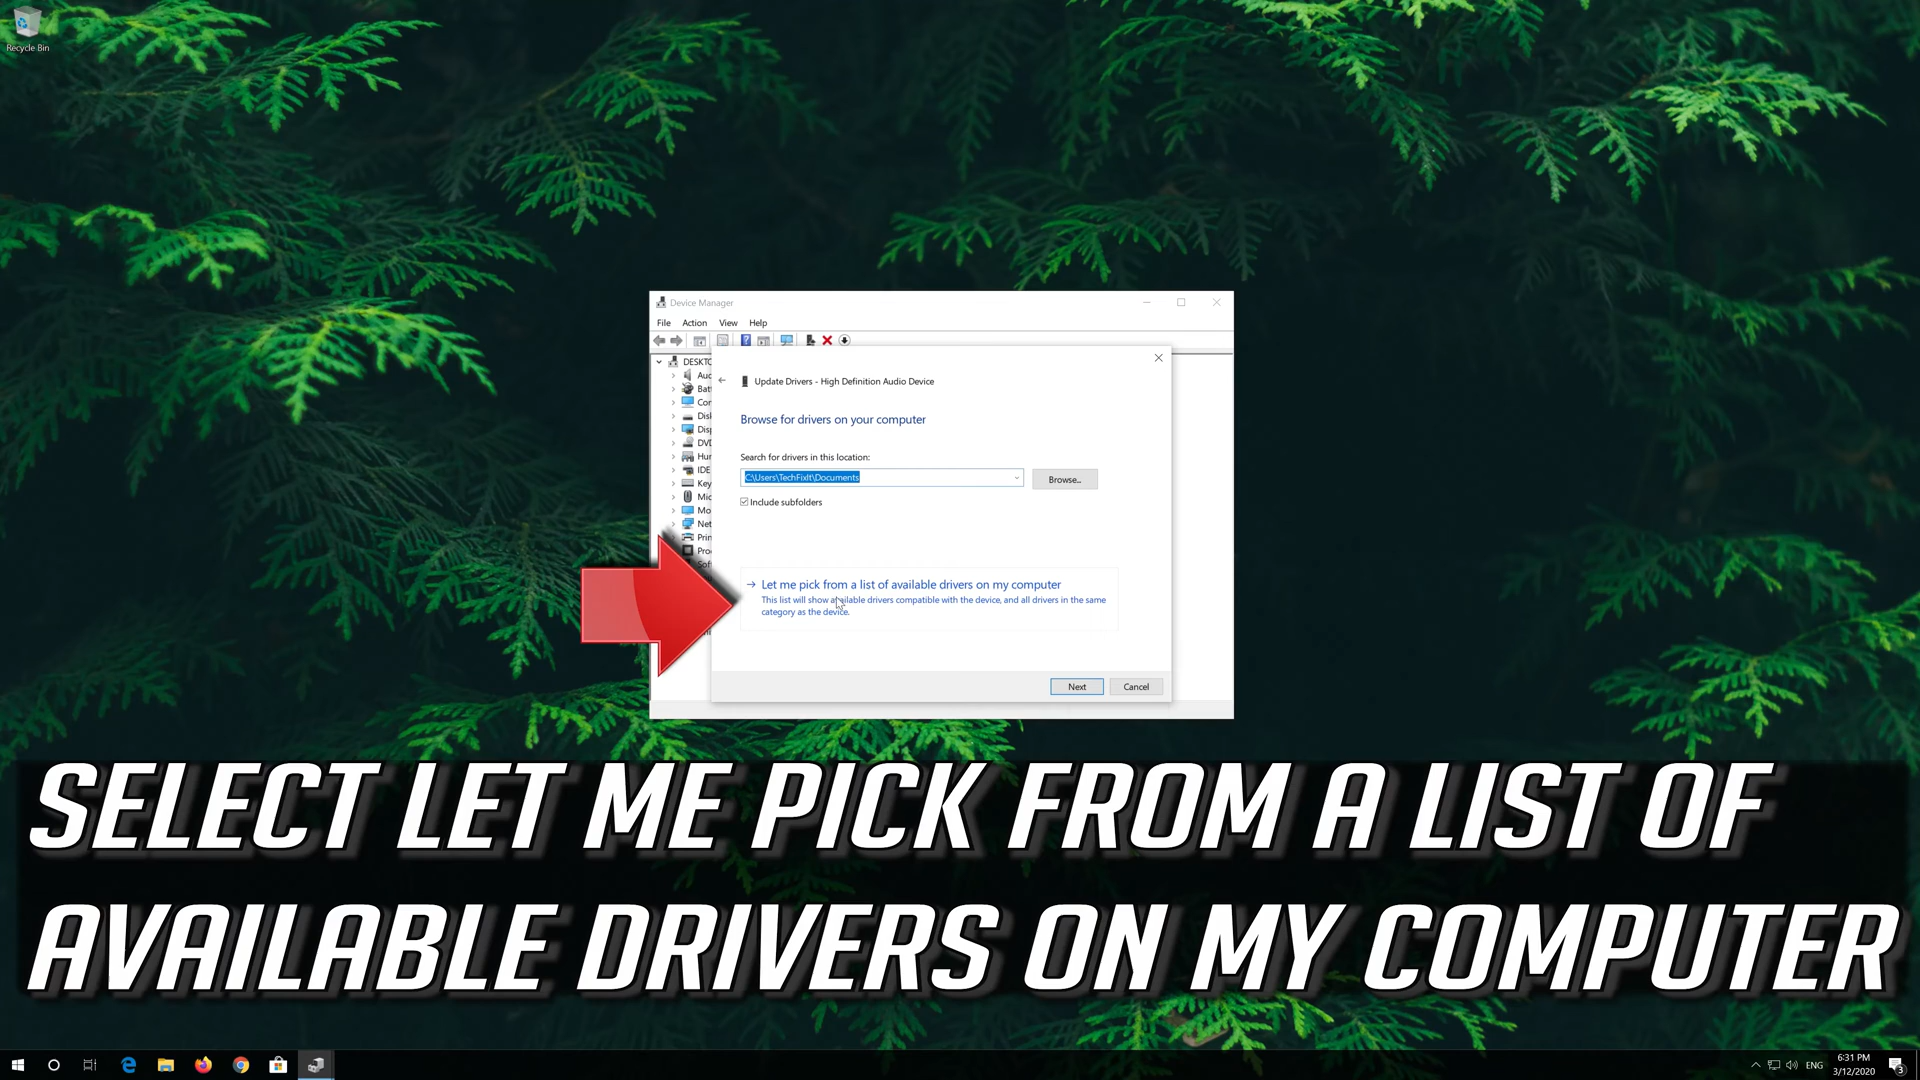 Recycle Bin
Device Manager
File Action View Help
Update Drivers - High Definition Audio Device
Browse for drivers on your computer
Search for drivers in this location:
C:\Users\TechFixIt\Documents
Browse...
Include subfolders
Let me pick from a list of available drivers on my computer
This list will show available drivers compatible with the device, and all drivers in the same
category as the device.
Next Cancel
SELECT LET ME PICK FROM A LIST OF
AVAILABLE DRIVERS ON MY COMPUTER
ENG
6:31 PM
3/12/2020
3